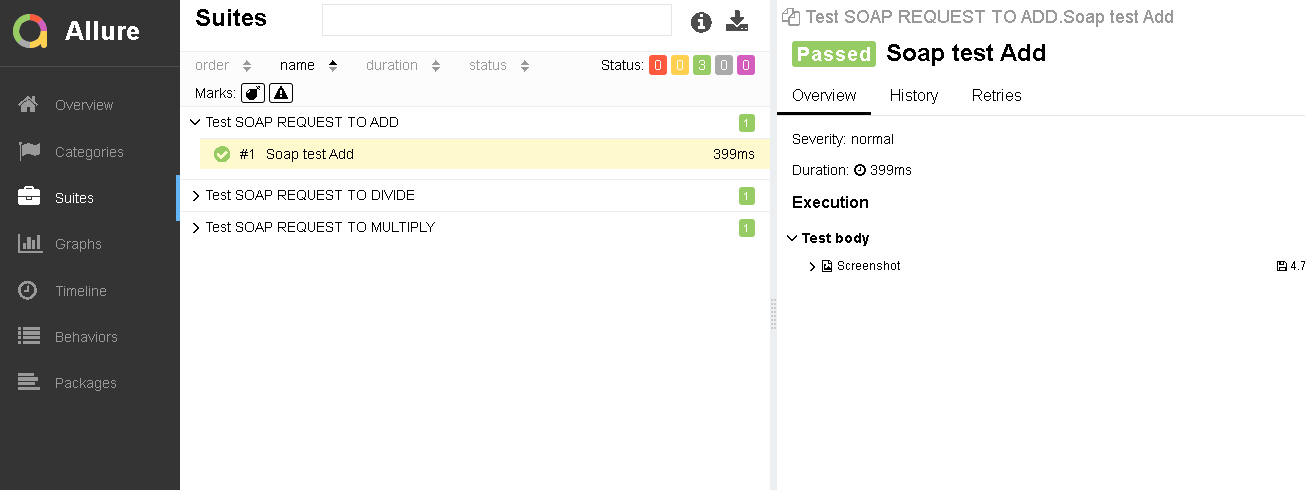 Allure
Overview
Categories
Suites
Graphs
Timeline
Behaviors
Packages
Suites
order name duration status Status: 0 0 3 0 0
Marks:
Test SOAP REQUEST TO ADD 1
#1 Soap test Add 399ms
Test SOAP REQUEST TO DIVIDE 1
Test SOAP REQUEST TO MULTIPLY 1
Test SOAP REQUEST TO ADD.Soap test Add
Passed Soap test Add
Overview History Retries
Severity: normal
Duration: 399ms
Execution
Test body
Screenshot 4.7